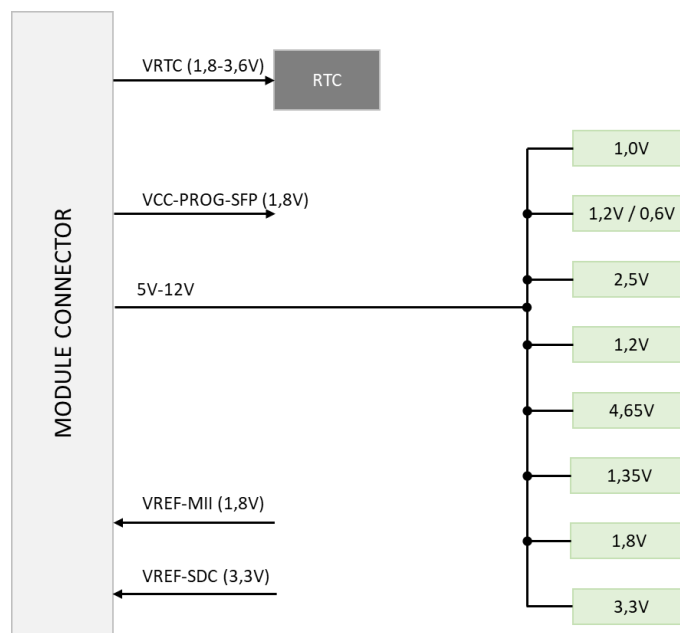 VRTC (1,8-3,6V)
RTC
1,0V
VCC-PROG-SFP (1,8V)
1,2V / 0,6V
MODULE CONNECTOR
5V-12V
2,5V
1,2V
4,65V
1,35V
VREF-MII (1,8V)
1,8V
VREF-SDC (3,3V)
3,3V